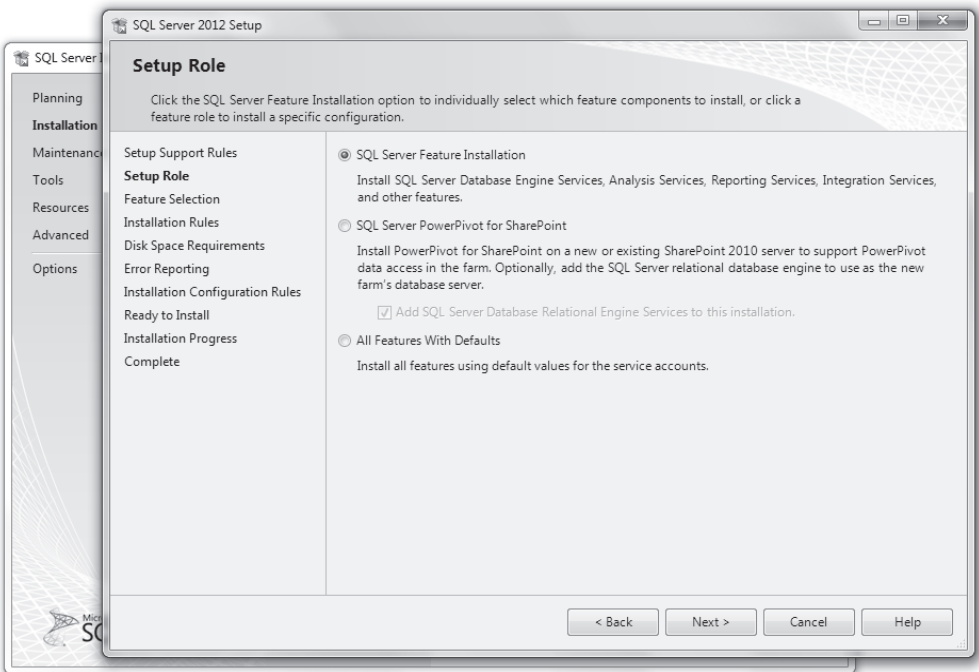 SQL Server 2012 Setup
SQL Server
Planning
Installation
Maintenance
Tools
Resources
Advanced
Options
Setup Role
Click the SQL Server Feature Installation option to individually select which feature components to install, or click a
feature role to install a specific configuration.
Setup Support Rules
Setup Role
Feature Selection
Installation Rules
Disk Space Requirements
Error Reporting
Installation Configuration Rules
Ready to Install
Installation Progress
Complete
SQL Server Feature Installation
Install SQL Server Database Engine Services, Analysis Services, Reporting Services, Integration Services,
and other features.
SQL Server PowerPivot for SharePoint
Install PowerPivot for SharePoint on a new or existing SharePoint 2010 server to support PowerPivot
data access in the farm. Optionally, add the SQL Server relational database engine to use as the new
farm's database server.
Add SQL Server Database Relational Engine Services to this installation.
All Features With Defaults
Install all features using default values for the service accounts.
< Back
Next >
Cancel
Help